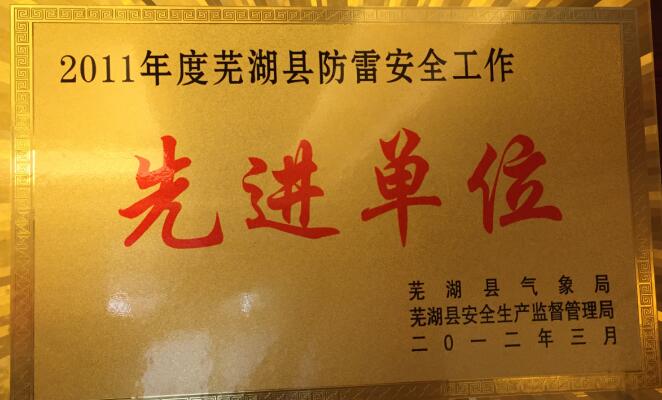 2011年度芜湖县防雷安全工作
先进单位
芜湖县气象局
芜湖县安全生产监督管理局
二0一二年三月